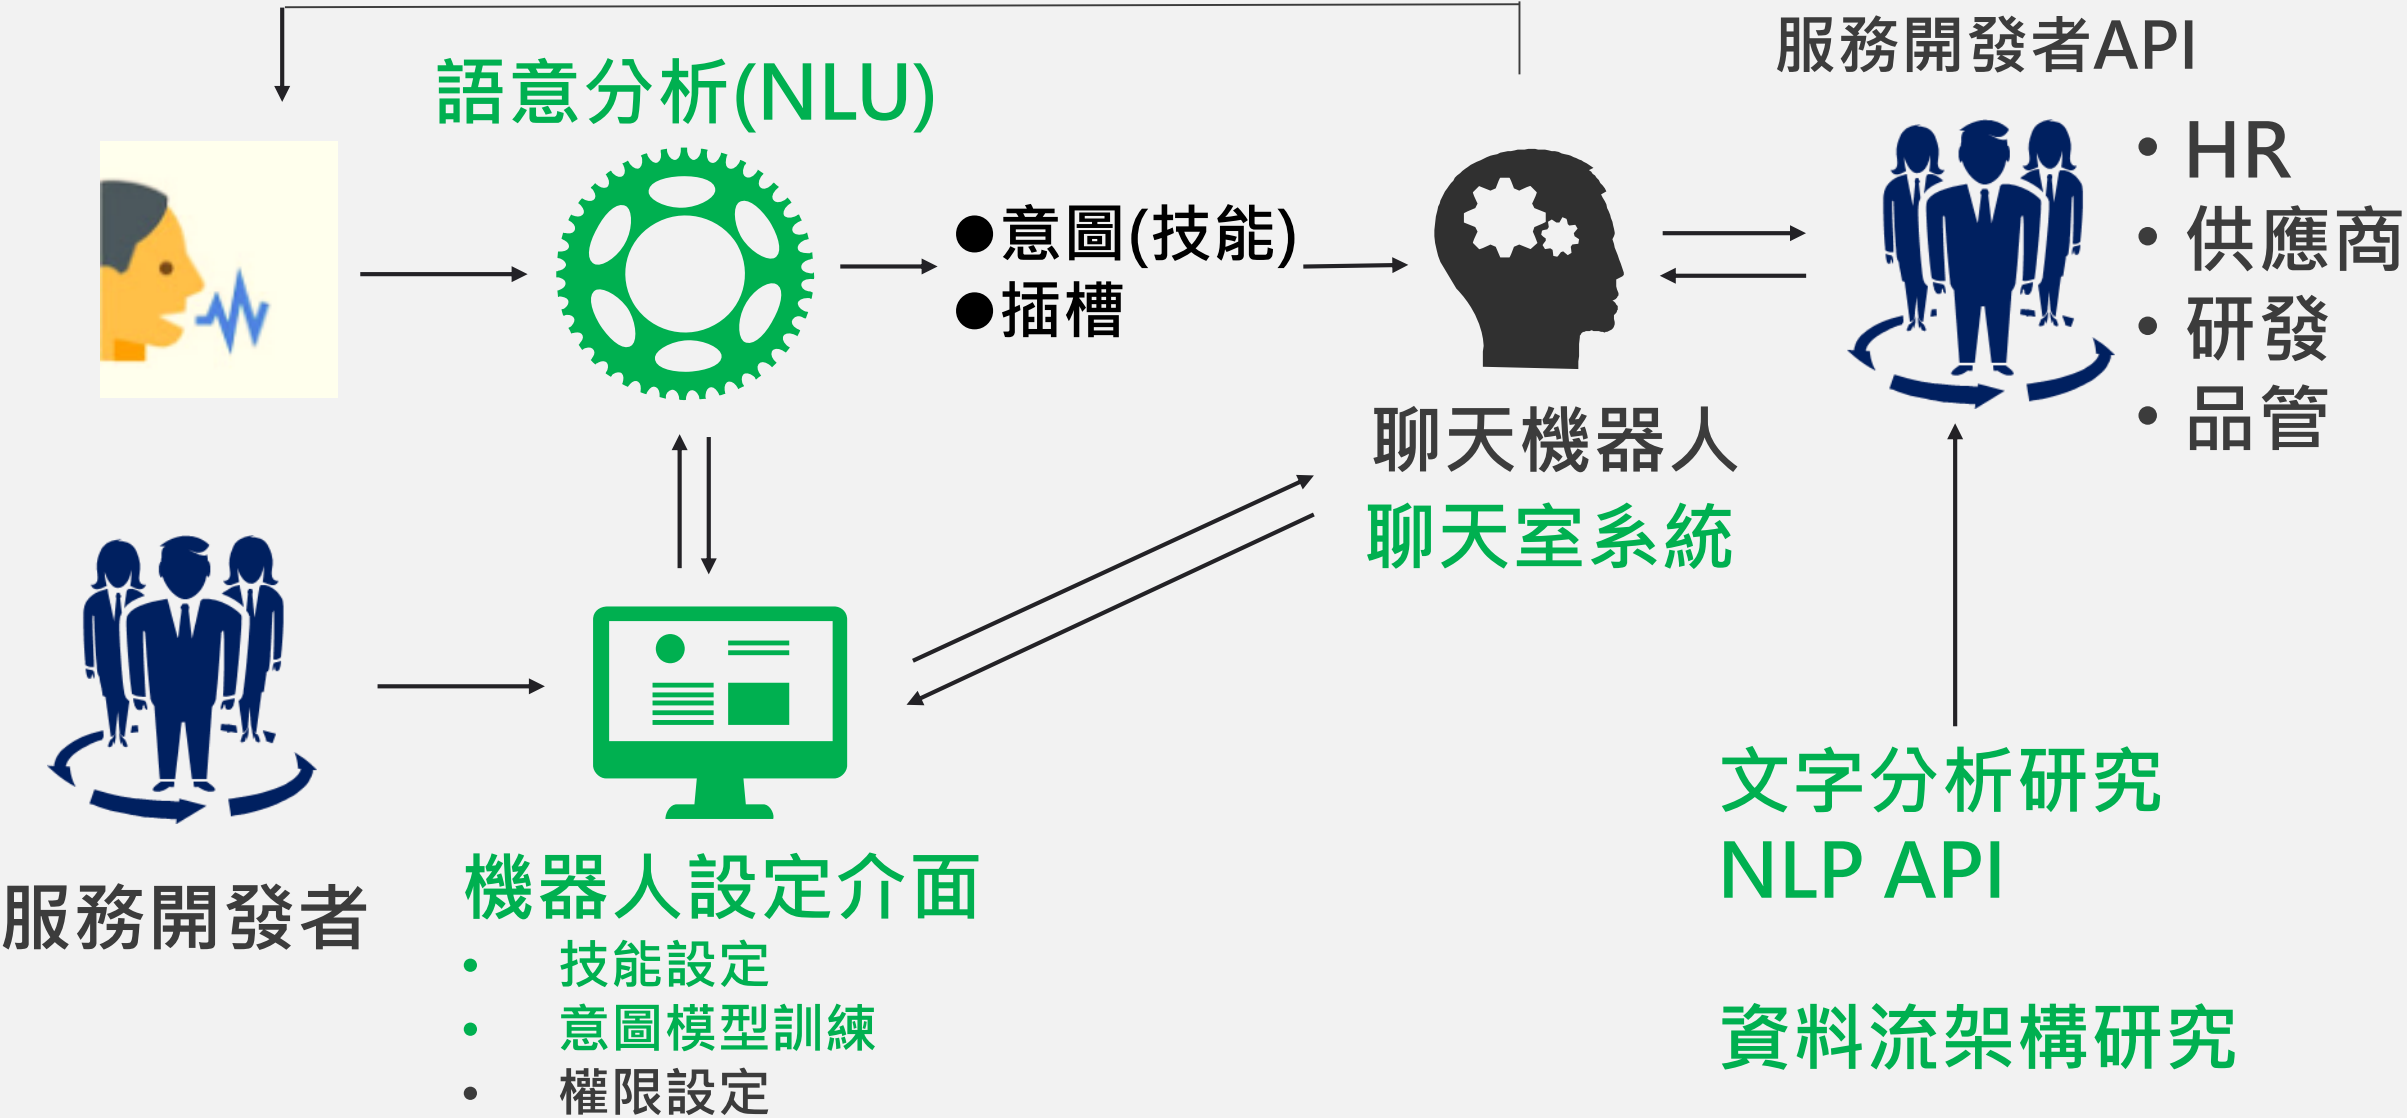 服務開發者API
語意分析(NLU)
• HR
• 供應商
• 研發
• 品管
●意圖(技能)
●插槽
聊天機器人
聊天室系統
服務開發者
機器人設定介面
• 技能設定
• 意圖模型訓練
• 權限設定
文字分析研究
NLP API
資料流架構研究